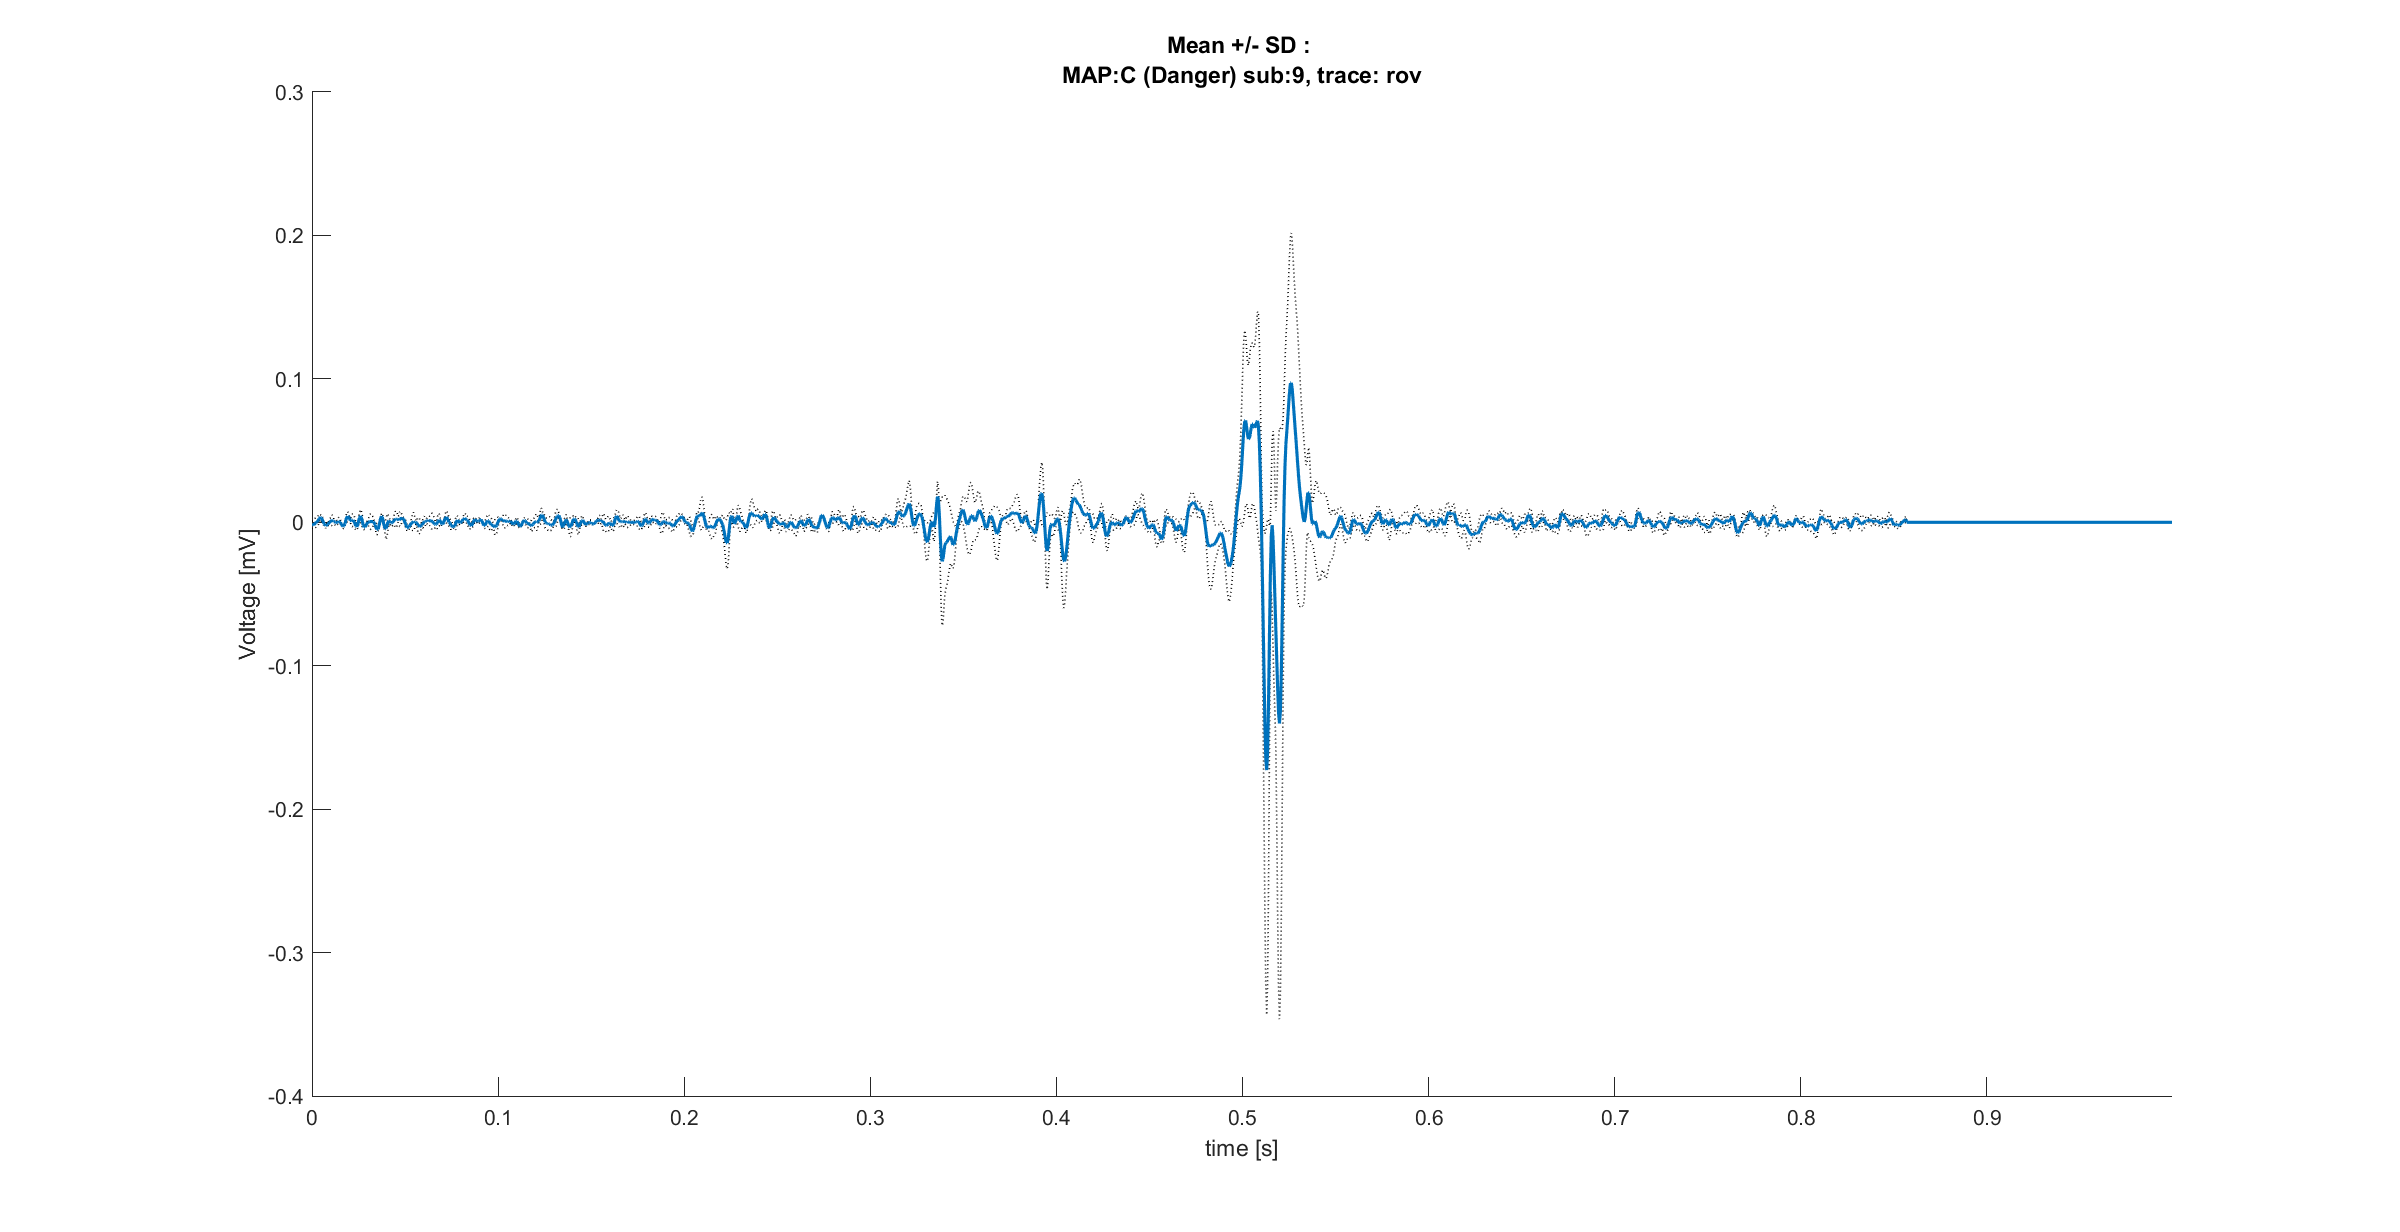 Mean +/- SD :
MAP:C (Danger) sub:9, trace: rov
0.3
0.2
0.1
0
-0.1
-0.2
-0.3
-0.4
Voltage [mV]
0 0.1 0.2 0.3 0.4 0.5 0.6 0.7 0.8 0.9
time [s]